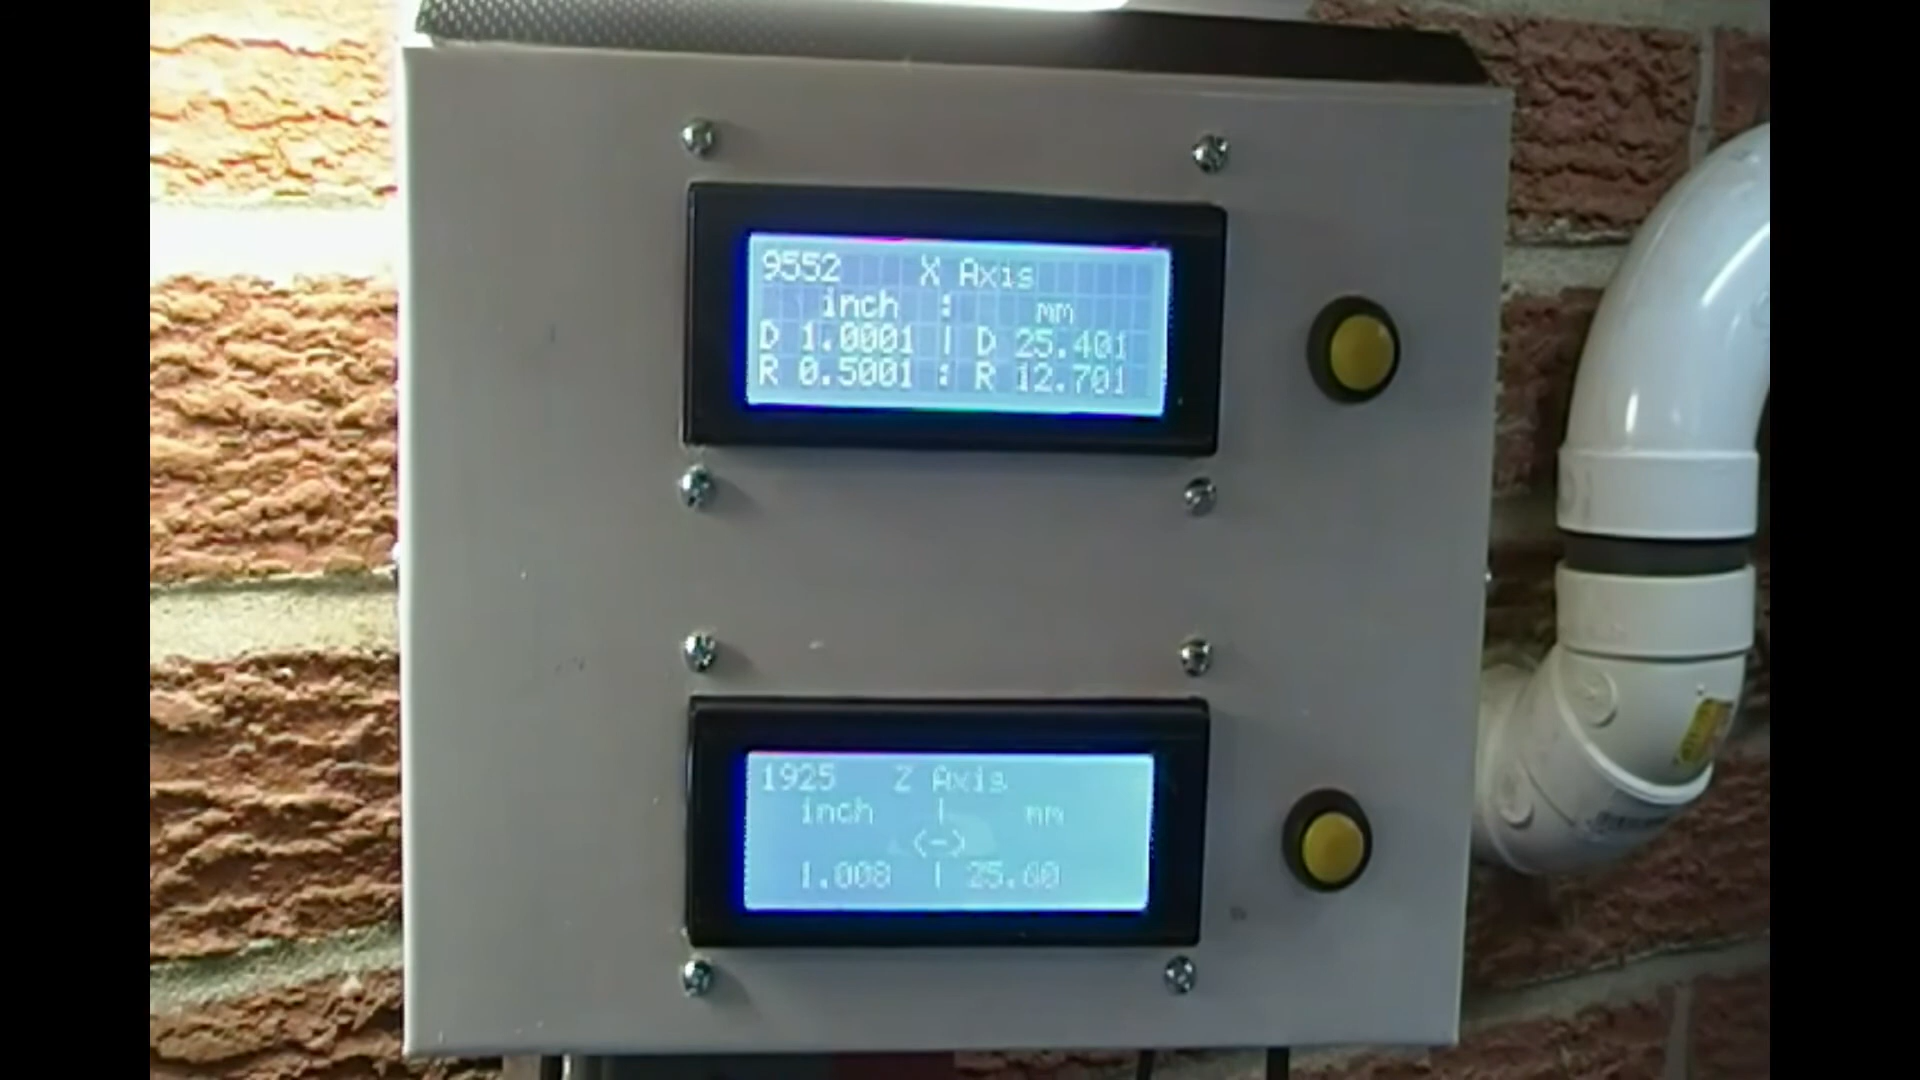 9552 X Axis
inch : mm
D 1.0001 | D 25.401
R 0.5001 : R 12.701
1925 Z Axis
inch | mm
(-)
1.008 | 25.60